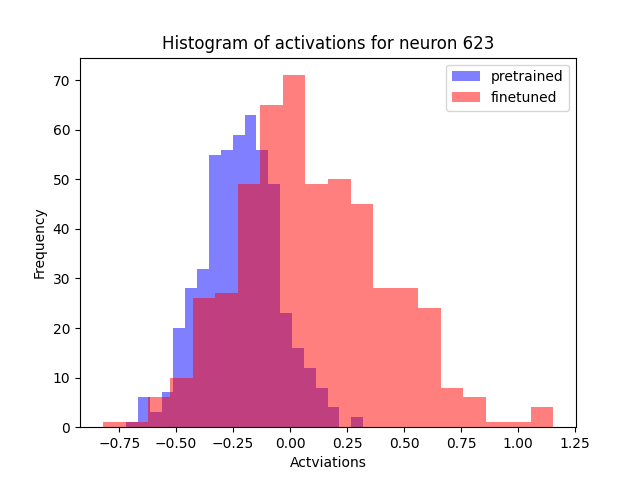 Histogram of activations for neuron 623
pretrained
finetuned
Frequency
70
60
50
40
30
20
10
0
−0.75 −0.50 −0.25 0.00 0.25 0.50 0.75 1.00 1.25
Actviations